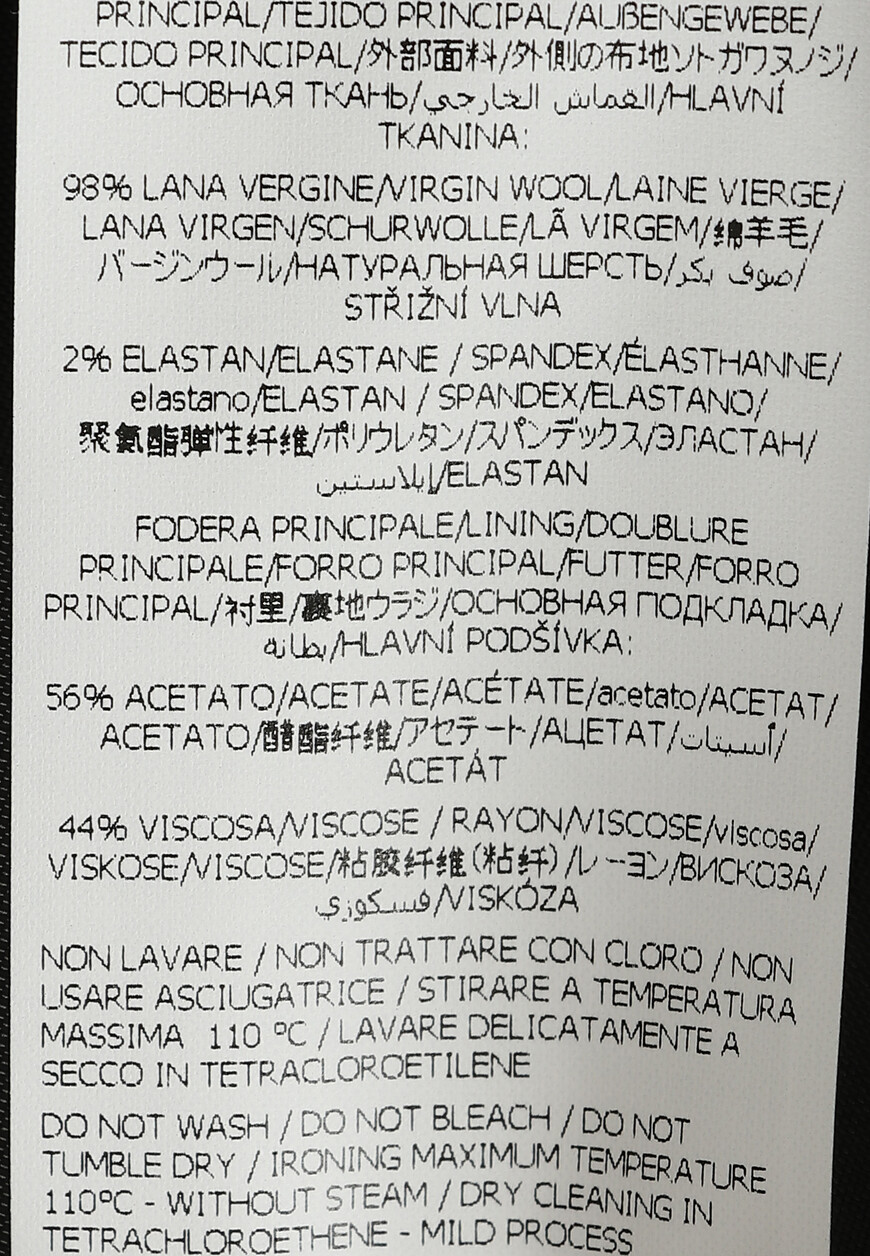 PRINCIPAL/TEJIDO PRINCIPAL/AUßENGEWEBE/
TECIDO PRINCIPAL/外部面料/外側の布地ソトガワヌノジ/
ОСНОВНАЯ ТКАНЬ/القماش الخارجي/HLAVNÍ
TKANINA:
98% LANA VERGINE/VIRGIN WOOL/LAINE VIERGE/
LANA VIRGEN/SCHURWOLLE/LÃ VIRGEM/绵羊毛/
バージンウール/НАТУРАЛЬНАЯ ШЕРСТЬ/صوف بكر/
STŘIŽNÍ VLNA
2% ELASTAN/ELASTANE / SPANDEX/ÉLASTHANNE/
elastano/ELASTAN / SPANDEX/ELASTANO/
聚氨酯弹性纤维/ポリウレタン/スパンデックス/ЭЛАСТАН/
إيلاستين/ELASTAN
FODERA PRINCIPALE/LINING/DOUBLURE
PRINCIPALE/FORRO PRINCIPAL/FUTTER/FORRO
PRINCIPAL/衬里/裏地ウラジ/ОСНОВНАЯ ПОДКЛАДКА/
بطانة/HLAVNÍ PODŠÍVKA:
56% ACETATO/ACETATE/ACÉTATE/acetato/ACETAT/
ACETATO/醋酯纤维/アセテート/АЦЕТАТ/أسيتات/
ACETÁT
44% VISCOSA/VISCOSE / RAYON/VISCOSE/viscosa/
VISKOSE/VISCOSE/粘胶纤维(粘纤)/レーヨン/ВИСКОЗА/
فسكوزي/VISKÓZA
NON LAVARE / NON TRATTARE CON CLORO / NON
USARE ASCIUGATRICE / STIRARE A TEMPERATURA
MASSIMA 110 ºC / LAVARE DELICATAMENTE A
SECCO IN TETRACLOROETILENE
DO NOT WASH / DO NOT BLEACH / DO NOT
TUMBLE DRY / IRONING MAXIMUM TEMPERATURE
110ºC - WITHOUT STEAM / DRY CLEANING IN
TETRACHLOROETHENE - MILD PROCESS